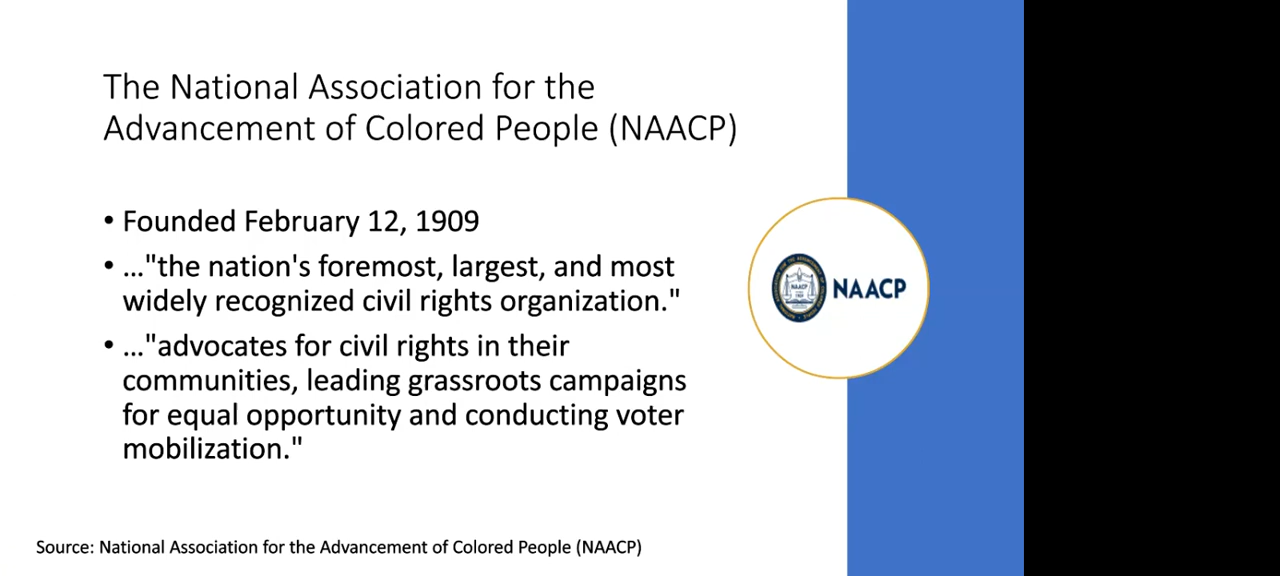 The National Association for the
Advancement of Colored People (NAACP)
• Founded February 12, 1909
• ..."the nation's foremost, largest, and most
widely recognized civil rights organization."
• ..."advocates for civil rights in their
communities, leading grassroots campaigns
for equal opportunity and conducting voter
mobilization."
NAACP
NAACP
Source: National Association for the Advancement of Colored People (NAACP)